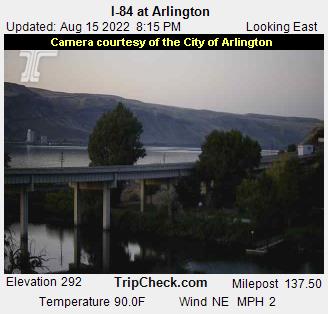 I-84 at Arlington
Updated: Aug 15 2022 8:15 PM Looking East
Camera courtesy of the City of Arlington
Elevation 292 TripCheck.com Milepost 137.50
Temperature 90.0F Wind NE MPH 2